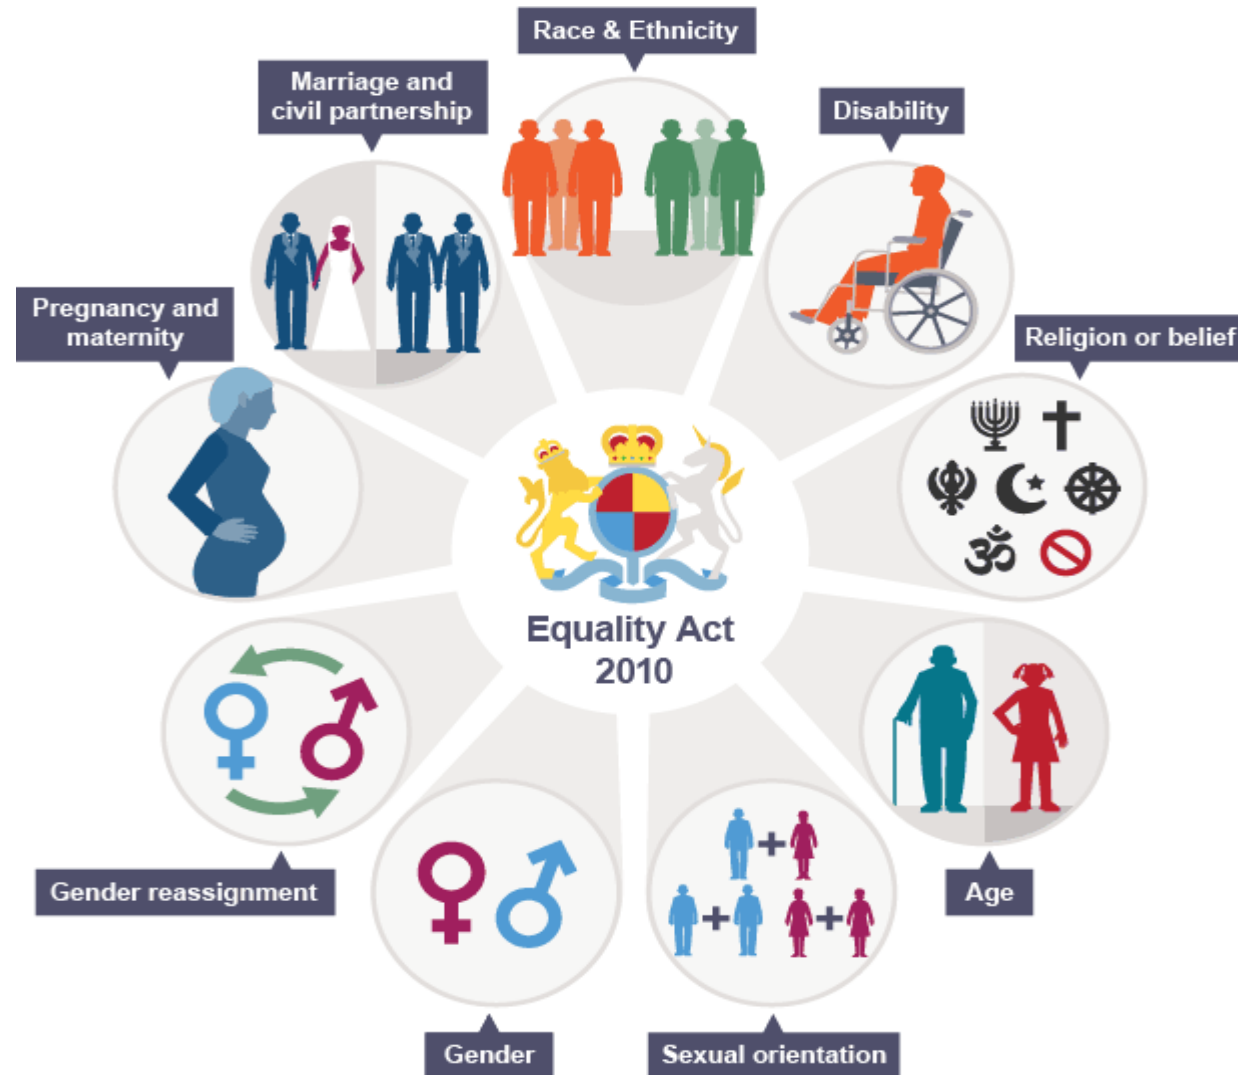 Race & Ethnicity
Marriage and
civil partnership
Disability
Pregnancy and
maternity
Religion or belief
Equality Act
2010
Gender reassignment
Age
Gender
Sexual orientation